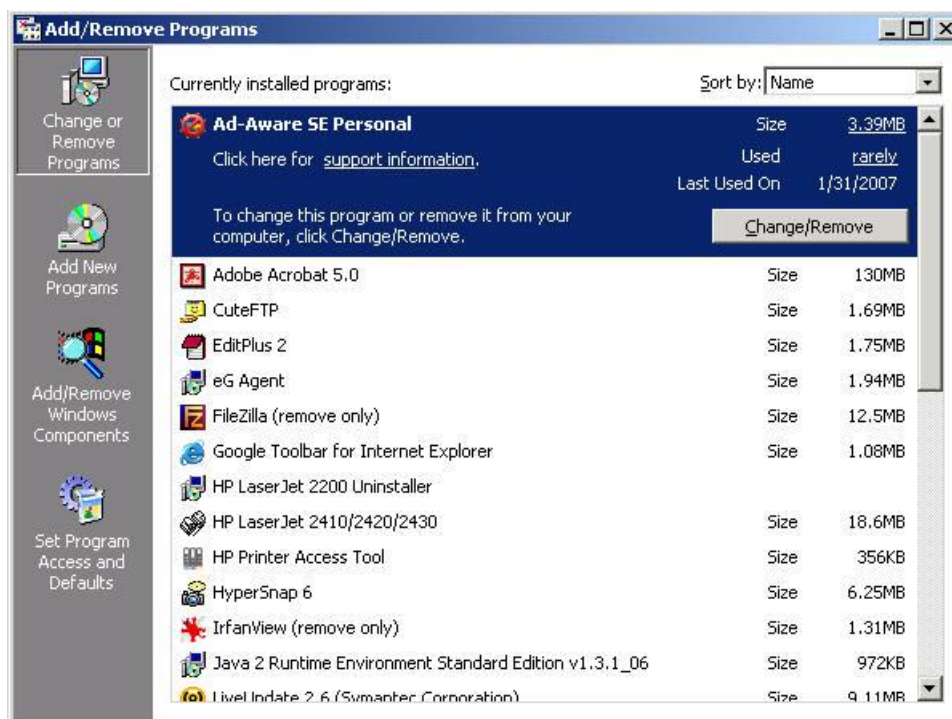 Add/Remove Programs
Change or
Remove
Programs
Add New
Programs
Add/Remove
Windows
Components
Set Program
Access and
Defaults
Currently installed programs: Sort by: Name
Ad-Aware SE Personal Size 3.39MB
Click here for support information. Used rarely
Last Used On 1/31/2007
To change this program or remove it from your
computer, click Change/Remove. Change/Remove
Adobe Acrobat 5.0 Size 130MB
CuteFTP Size 1.69MB
EditPlus 2 Size 1.75MB
eG Agent Size 1.94MB
FileZilla (remove only) Size 12.5MB
Google Toolbar for Internet Explorer Size 1.08MB
HP LaserJet 2200 Uninstaller
HP LaserJet 2410/2420/2430 Size 18.6MB
HP Printer Access Tool Size 356KB
HyperSnap 6 Size 6.25MB
IrfanView (remove only) Size 1.31MB
Java 2 Runtime Environment Standard Edition v1.3.1_06 Size 972KB
LiveUpdate 2.6 (Symantec Corporation) Size 9.11MB